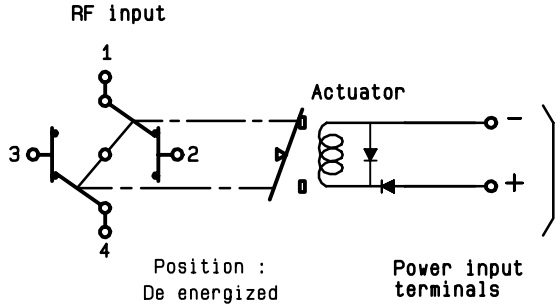 RF input
1
Actuator
-
3
2
+
4
Position :
De energized
Power input
terminals